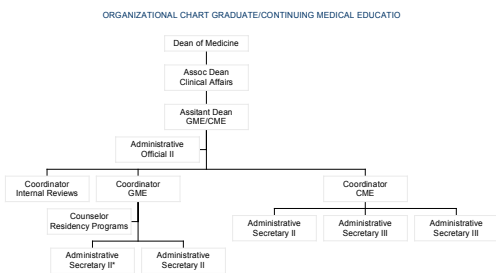 ORGANIZATIONAL CHART GRADUATE/CONTINUING MEDICAL EDUCATIO
Dean of Medicine
Assoc Dean
Clinical Affairs
Assitant Dean
GME/CME
Administrative
Official II
Coordinator
Internal Reviews
Coordinator
GME
Coordinator
CME
Counselor
Residency Programs
Administrative
Secretary II
Administrative
Secretary III
Administrative
Secretary III
Administrative
Secretary II*
Administrative
Secretary II